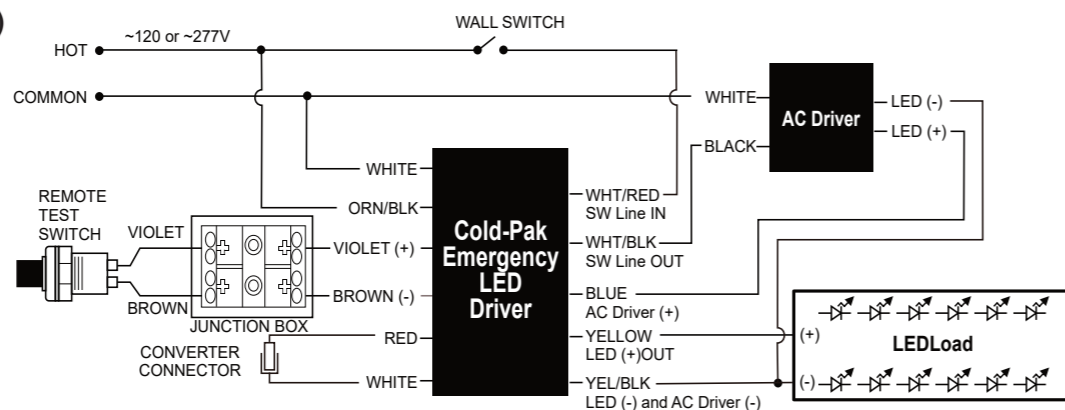 )
WALL SWITCH
HOT
~120 or ~277V
COMMON
WHITE
AC Driver
LED (-)
LED (+)
BLACK
WHITE
ORN/BLK
VIOLET (+)
BROWN (-)
RED
WHITE
Cold-Pak
Emergency
LED
Driver
WHT/RED
SW Line IN
WHT/BLK
SW Line OUT
BLUE
AC Driver (+)
YELLOW
LED (+)OUT
YEL/BLK
LED (-) and AC Driver (-)
REMOTE
TEST
SWITCH
VIOLET
BROWN
JUNCTION BOX
CONVERTER
CONNECTOR
(+)
LEDLoad
(-)